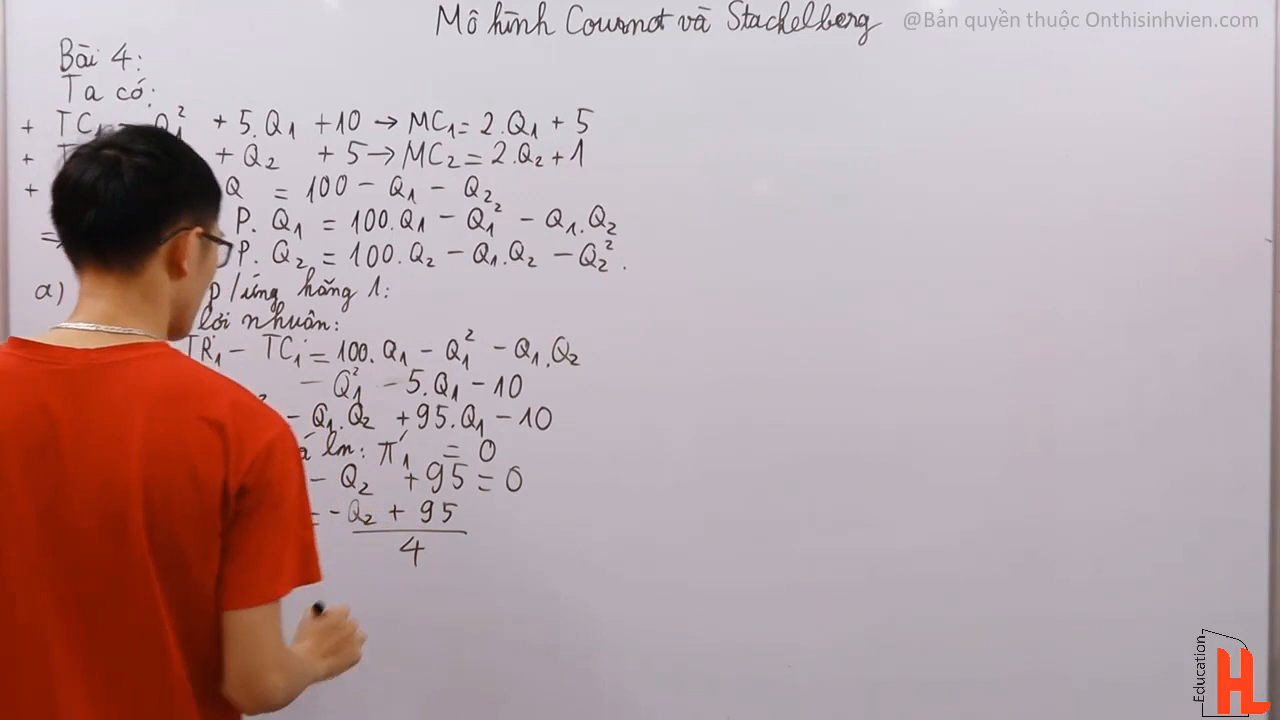 Mô hình Cournot và Stackelberg
@Bản quyền thuộc Onthisinhvien.com
Bài 4:
Ta có:
+ TC₁ = Q₁² + 5.Q₁ + 10 → MC₁ = 2.Q₁ + 5
+ + Q₂ + 5 → MC₂ = 2.Q₂ + 1
+ Q = 100 - Q₁ - Q₂
=> P. Q₁ = 100.Q₁ - Q₁² - Q₁.Q₂
P. Q₂ = 100.Q₂ - Q₁.Q₂ - Q₂².
a) p/ứng hãng 1:
lợi nhuận:
TR₁ - TC₁ = 100.Q₁ - Q₁² - Q₁.Q₂
- Q₁² - 5.Q₁ - 10
² - Q₁.Q₂ + 95.Q₁ - 10
á ln: π₁' = 0
- Q₂ + 95 = 0
= -Q₂ + 95
4
Education
HL